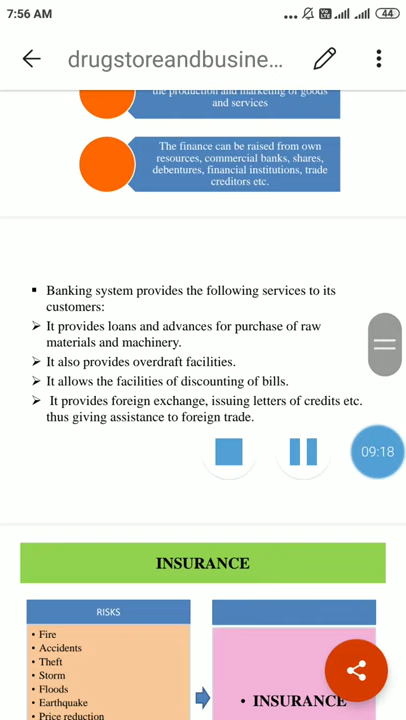 7:56 AM
44
drugstoreandbusine...
the production and marketing of goods
and services
The finance can be raised from own
resources, commercial banks, shares,
debentures, financial institutions, trade
creditors etc.
▪ Banking system provides the following services to its
customers:
➢ It provides loans and advances for purchase of raw
materials and machinery.
➢ It also provides overdraft facilities.
➢ It allows the facilities of discounting of bills.
➢ It provides foreign exchange, issuing letters of credits etc.
thus giving assistance to foreign trade.
09:18
INSURANCE
RISKS
• Fire
• Accidents
• Theft
• Storm
• Floods
• Earthquake
• Price reduction
• INSURANCE